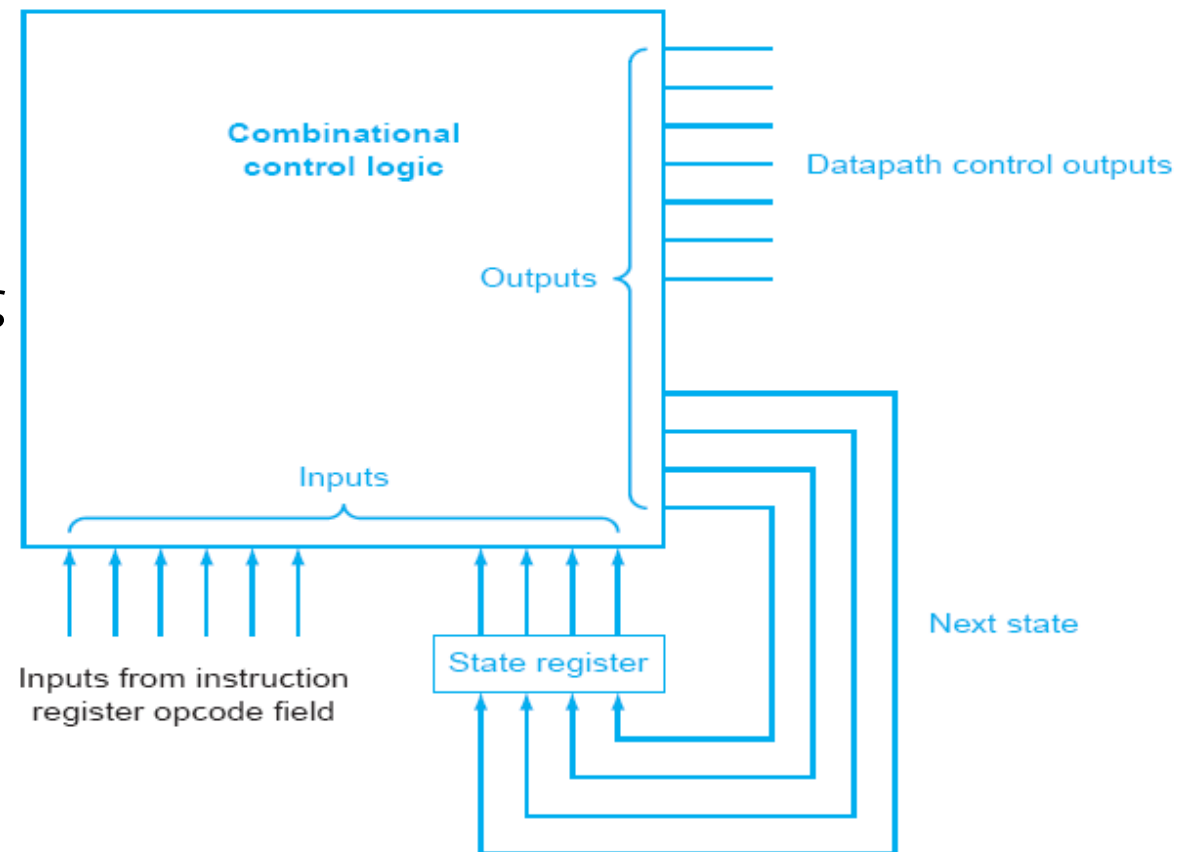 Combinational
control logic
Datapath control outputs
Outputs
Inputs
Next state
State register
Inputs from instruction
register opcode field